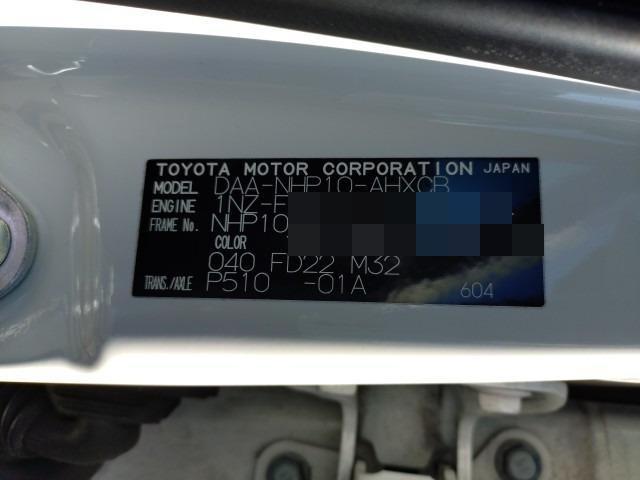 TOYOTA MOTOR CORPORATION JAPAN
MODEL DAA-NHP10-AHXCB
ENGINE 1NZ-F
FRAME No. NHP10
COLOR
040 FD22 M32
TRANS./AXLE P510 -01A 604